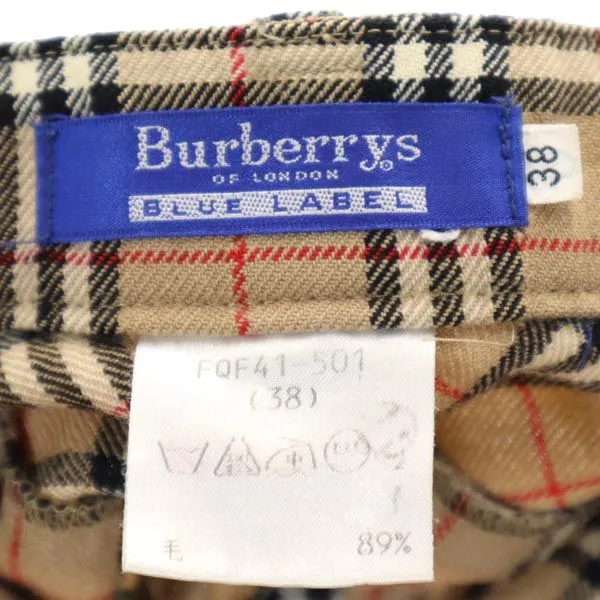 Burberrys
OF LONDON
BLUE LABEL
38
FQF41-501
(38)
毛 89%